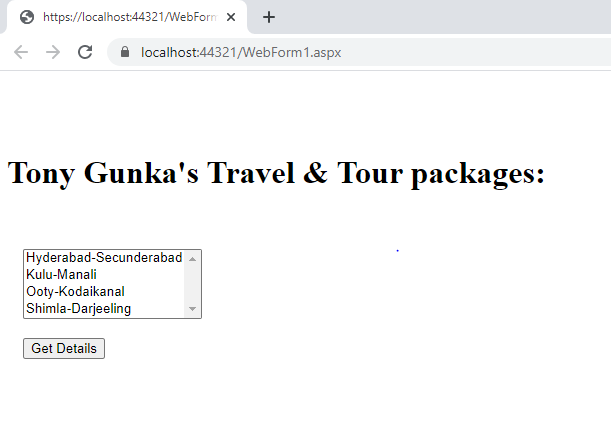 https://localhost:44321/WebForm
localhost:44321/WebForm1.aspx
Tony Gunka's Travel & Tour packages:
Hyderabad-Secunderabad
Kulu-Manali
Ooty-Kodaikanal
Shimla-Darjeeling
Get Details